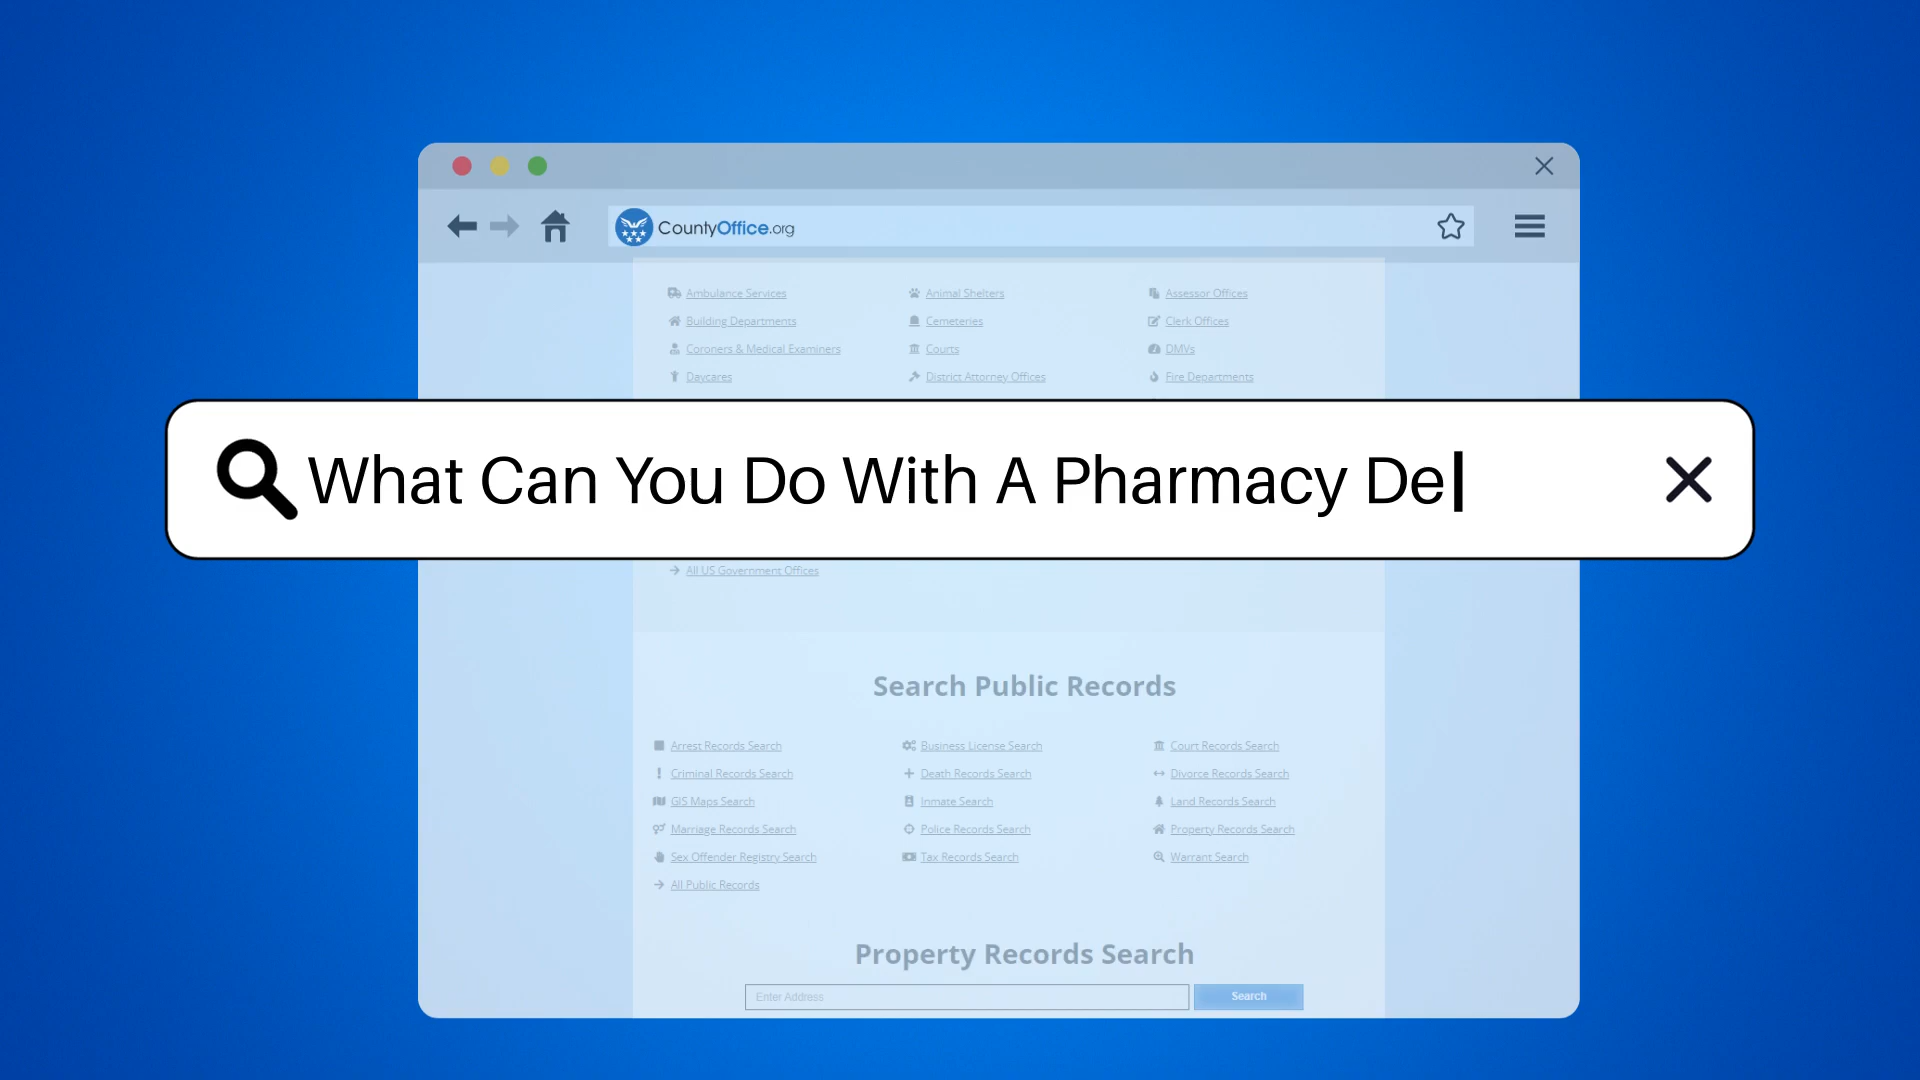 CountyOffice.org
Ambulance Services Animal Shelters Assessor Offices
Building Departments Cemeteries Clerk Offices
Coroners & Medical Examiners Courts DMVs
Daycares District Attorney Offices Fire Departments
What Can You Do With A Pharmacy De
All US Government Offices
Search Public Records
Arrest Records Search Business License Search Court Records Search
Criminal Records Search Death Records Search Divorce Records Search
GIS Maps Search Inmate Search Land Records Search
Marriage Records Search Police Records Search Property Records Search
Sex Offender Registry Search Tax Records Search Warrant Search
All Public Records
Property Records Search
Enter Address Search